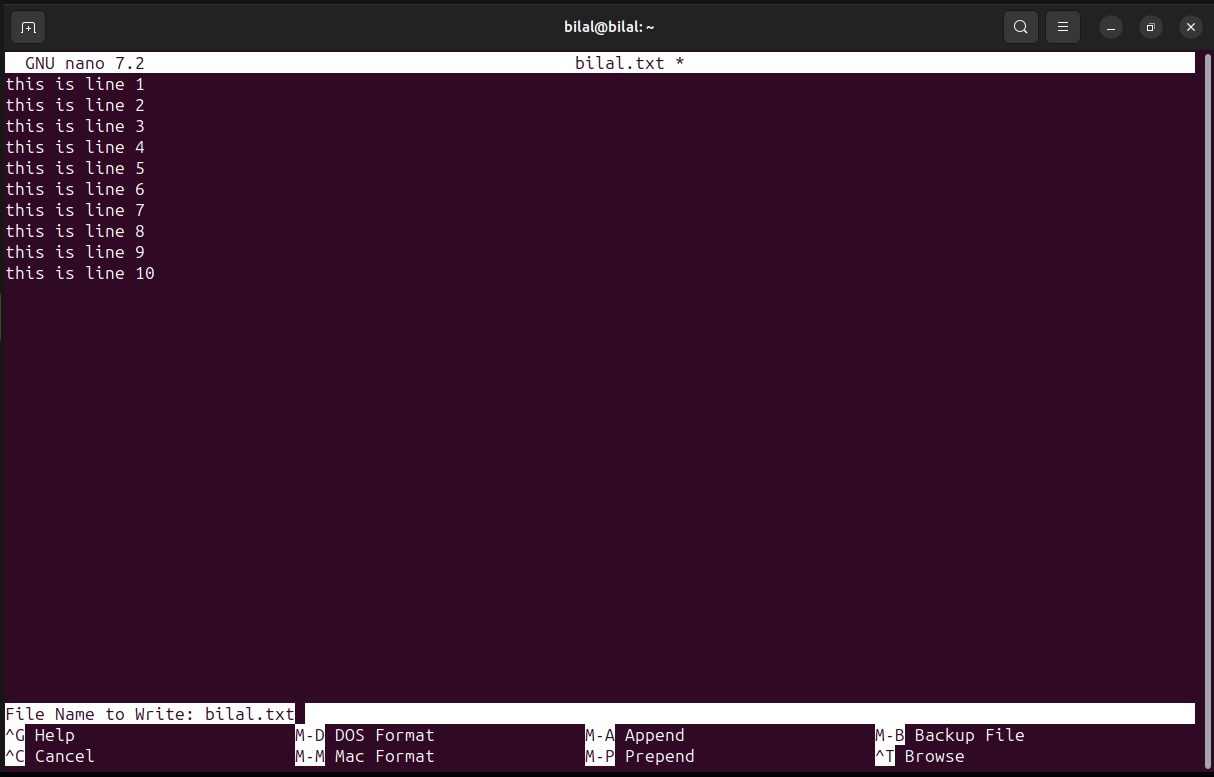 bilal@bilal: ~
GNU nano 7.2 bilal.txt *
this is line 1
this is line 2
this is line 3
this is line 4
this is line 5
this is line 6
this is line 7
this is line 8
this is line 9
this is line 10
File Name to Write: bilal.txt
^G Help M-D DOS Format M-A Append M-B Backup File
^C Cancel M-M Mac Format M-P Prepend ^T Browse